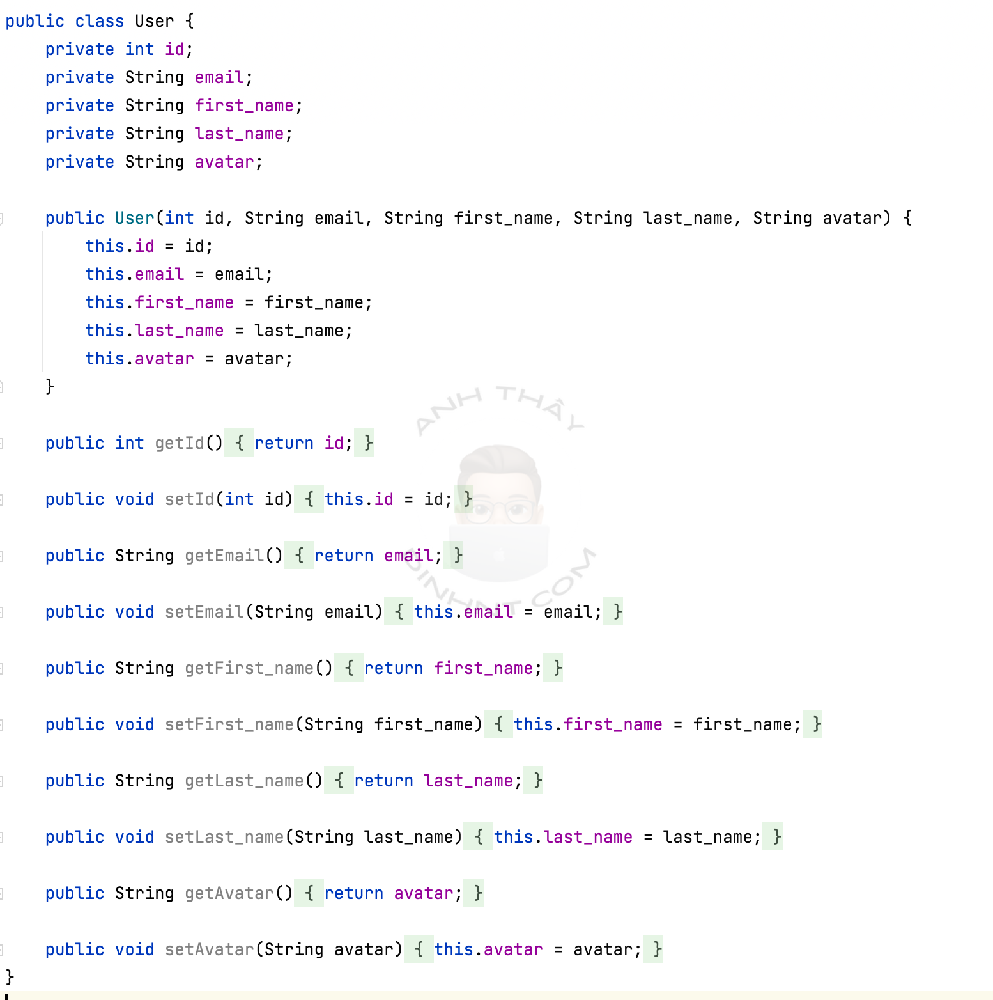 public class User {
    private int id;
    private String email;
    private String first_name;
    private String last_name;
    private String avatar;

    public User(int id, String email, String first_name, String last_name, String avatar) {
        this.id = id;
        this.email = email;
        this.first_name = first_name;
        this.last_name = last_name;
        this.avatar = avatar;
    }

ANH THẦY
    public int getId() { return id; }

    public void setId(int id) { this.id = id; }

    public String getEmail() { return email; }

DINHNT.COM
    public void setEmail(String email) { this.email = email; }

    public String getFirst_name() { return first_name; }

    public void setFirst_name(String first_name) { this.first_name = first_name; }

    public String getLast_name() { return last_name; }

    public void setLast_name(String last_name) { this.last_name = last_name; }

    public String getAvatar() { return avatar; }

    public void setAvatar(String avatar) { this.avatar = avatar; }
}